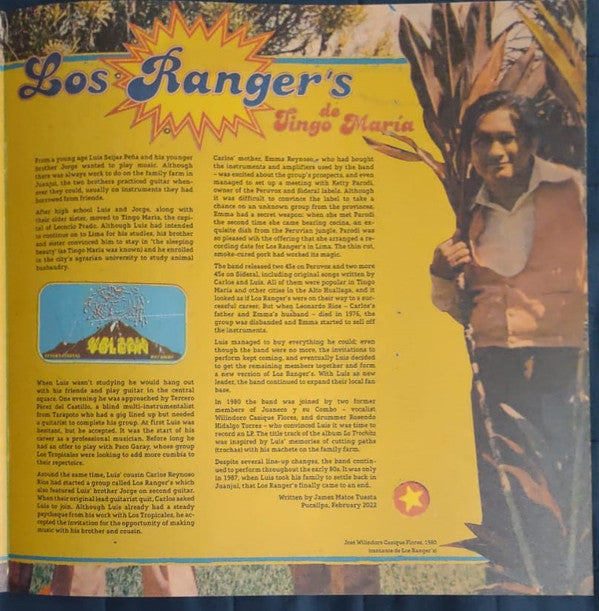 Los Ranger's
de
Tingo María
From a young age Luis Seijas Peña and his younger
brother Jorge wanted to play music. Although
there was always work to do on the family farm in
Juanjuí, the two brothers practiced guitar when-
ever they could, usually on instruments they had
borrowed from friends.
After high school Luis and Jorge, along with
their older sister, moved to Tingo María, the capi-
tal of Leoncio Prado. Although Luis had intended
to continue on to Lima for his studies, his brother
and sister convinced him to stay in 'the sleeping
beauty' (as Tingo María was known) and he enrolled
in the city's agrarian university to study animal
husbandry.
VOLCAN
When Luis wasn't studying he would hang out
with his friends and play guitar in the central
square. One evening he was approached by Tercero
Pérez del Castillo, a blind multi-instrumentalist
from Tarapoto who had a gig lined up but needed
a guitarist to complete his group. At first Luis was
hesitant, but he accepted. It was the start of his
career as a professional musician. Before long he
had an offer to play with Paco Garay, whose group
Los Tropicales were looking to add more cumbia to
their repertoire.
Around the same time, Luis' cousin Carlos Reynoso
Rios had started a group called Los Ranger's which
also featured Luis' brother Jorge on second guitar.
When their original lead guitarist quit, Carlos asked
Luis to join. Although Luis already had a steady
paycheque from his work with Los Tropicales, he ac-
cepted the invitation for the opportunity of making
music with his brother and cousin.
Carlos' mother, Emma Reynoso, – who had bought
the instruments and amplifiers used by the band
– was excited about the group's prospects, and even
managed to set up a meeting with Ketty Parodi,
owner of the Peruvos and Sideral labels. Although
it was difficult to convince the label to take a
chance on an unknown group from the provinces,
Emma had a secret weapon: when she met Parodi
the second time she came bearing cecina, an ex-
quisite dish from the Peruvian jungle. Parodi was
so pleased with the offering that she arranged a re-
cording date for Los Ranger's in Lima. The thin cut,
smoke-cured pork had worked its magic.
The band released two 45s on Peruvos and two more
45s on Sideral, including original songs written by
Carlos and Luis. All of them were popular in Tingo
María and other cities in the Alto Huallaga, and it
looked as if Los Ranger's were on their way to a suc-
cessful career. But when Leonardo Rice – Carlos's
father and Emma's husband – died in 1976, the
group was disbanded and Emma started to sell off
the instruments.
Luis managed to buy everything he could; even
though the band were no more, the invitations to
perform kept coming, and eventually Luis decided
to get the remaining members together and form
a new version of Los Ranger's. With Luis as new
leader, the band continued to expand their local fan
base.
In 1980 the band was joined by two former
members of Juaneco y su Combo – vocalist
Willindoro Casique Flores, and drummer Rosendo
Hidalgo Torres – who convinced Luis it was time to
record an LP. The title track of the album La Trochita
was inspired by Luis' memories of cutting paths
(trochas) with his machete on the family farm.
Despite several line-up changes, the band contin-
ued to perform throughout the early 80s. It was only
in 1987, when Luis took his family to settle back in
Juanjuí, that Los Ranger's finally came to an end.
Written by James Matos Tuesta
Pucallpa, February 2022
José Willindoro Casique Flores, 1980
(cantante de Los Ranger's)